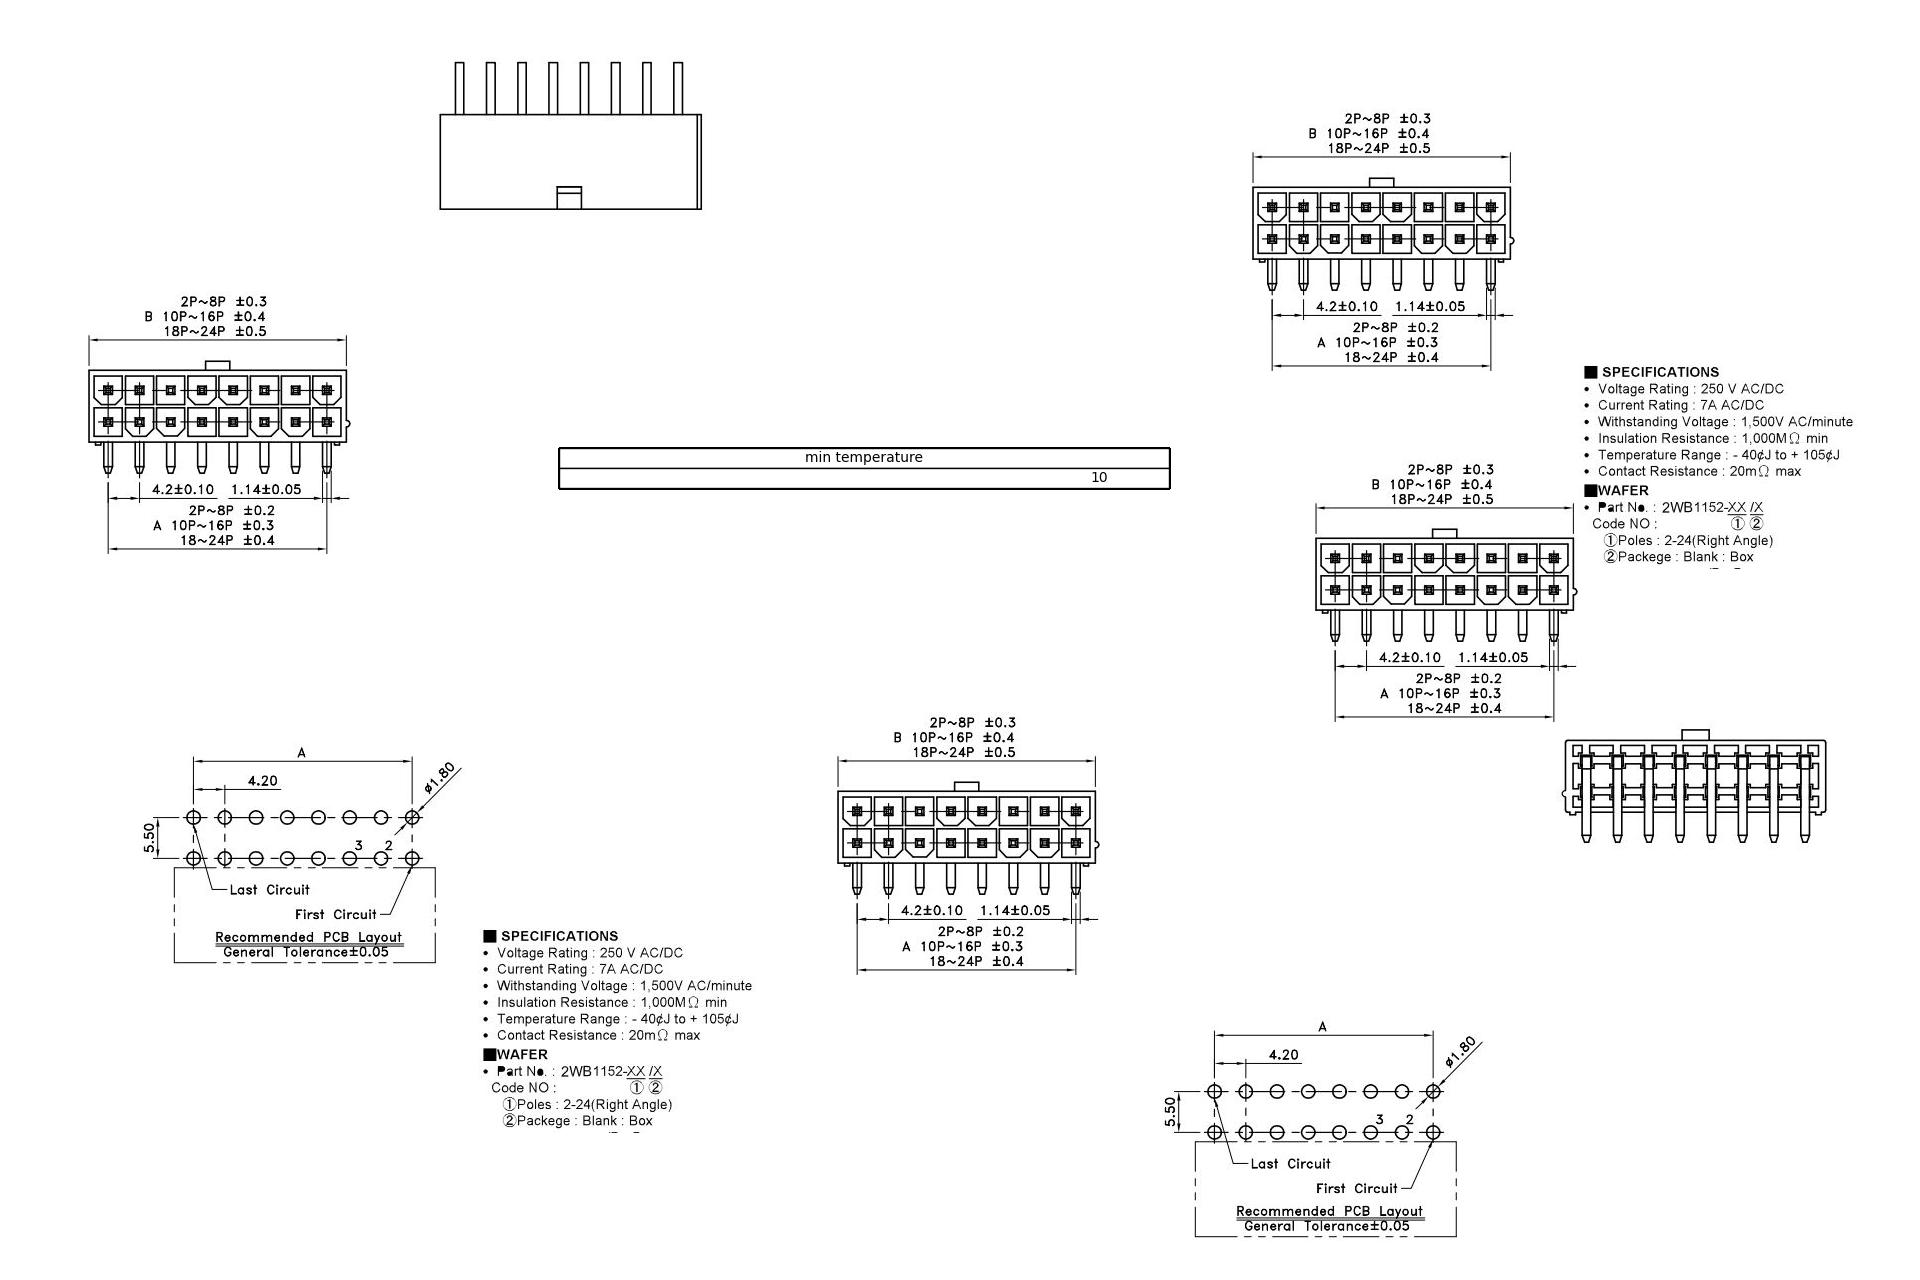 2P~8P ±0.3
B 10P~16P ±0.4
18P~24P ±0.5
4.2±0.10 1.14±0.05
2P~8P ±0.2
A 10P~16P ±0.3
18~24P ±0.4
2P~8P ±0.3
B 10P~16P ±0.4
18P~24P ±0.5
4.2±0.10 1.14±0.05
2P~8P ±0.2
A 10P~16P ±0.3
18~24P ±0.4
■ SPECIFICATIONS
• Voltage Rating : 250 V AC/DC
• Current Rating : 7A AC/DC
• Withstanding Voltage : 1,500V AC/minute
• Insulation Resistance : 1,000MΩ min
• Temperature Range : - 40¢J to + 105¢J
• Contact Resistance : 20mΩ max
■WAFER
• Part No. : 2WB1152-XX /X
Code NO : ① ②
①Poles : 2-24(Right Angle)
②Packege : Blank : Box
min temperature
10
2P~8P ±0.3
B 10P~16P ±0.4
18P~24P ±0.5
4.2±0.10 1.14±0.05
2P~8P ±0.2
A 10P~16P ±0.3
18~24P ±0.4
2P~8P ±0.3
B 10P~16P ±0.4
18P~24P ±0.5
4.2±0.10 1.14±0.05
2P~8P ±0.2
A 10P~16P ±0.3
18~24P ±0.4
A
4.20
ø1.80
5.50
3 2
Last Circuit
First Circuit
Recommended PCB Layout
General Tolerance±0.05
■ SPECIFICATIONS
• Voltage Rating : 250 V AC/DC
• Current Rating : 7A AC/DC
• Withstanding Voltage : 1,500V AC/minute
• Insulation Resistance : 1,000MΩ min
• Temperature Range : - 40¢J to + 105¢J
• Contact Resistance : 20mΩ max
■WAFER
• Part No. : 2WB1152-XX /X
Code NO : ① ②
①Poles : 2-24(Right Angle)
②Packege : Blank : Box
A
4.20
ø1.80
5.50
3 2
Last Circuit
First Circuit
Recommended PCB Layout
General Tolerance±0.05